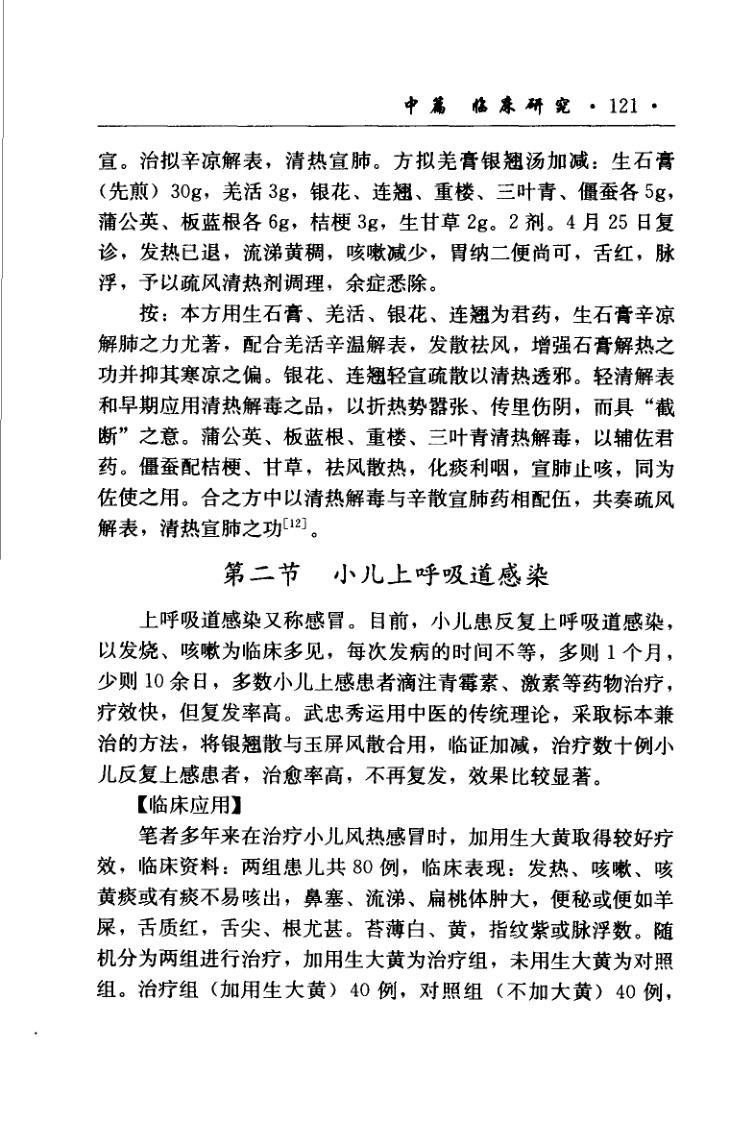 中篇 临床研究 · 121 ·
宣。治拟辛凉解表，清热宣肺。方拟羌膏银翘汤加减：生石膏
（先煎）30g，羌活 3g，银花、连翘、重楼、三叶青、僵蚕各 5g，
蒲公英、板蓝根各 6g，桔梗 3g，生甘草 2g。2 剂。4 月 25 日复
诊，发热已退，流涕黄稠，咳嗽减少，胃纳二便尚可，舌红，脉
浮，予以疏风清热剂调理，余症悉除。
按：本方用生石膏、羌活、银花、连翘为君药，生石膏辛凉
解肺之力尤著，配合羌活辛温解表，发散祛风，增强石膏解热之
功并抑其寒凉之偏。银花、连翘轻宣疏散以清热透邪。轻清解表
和早期应用清热解毒之品，以折热势嚣张、传里伤阴，而具“截
断”之意。蒲公英、板蓝根、重楼、三叶青清热解毒，以辅佐君
药。僵蚕配桔梗、甘草，祛风散热，化痰利咽，宣肺止咳，同为
佐使之用。合之方中以清热解毒与辛散宣肺药相配伍，共奏疏风
解表，清热宣肺之功[12]。
第二节 小儿上呼吸道感染
上呼吸道感染又称感冒。目前，小儿患反复上呼吸道感染，
以发烧、咳嗽为临床多见，每次发病的时间不等，多则 1 个月，
少则 10 余日，多数小儿上感患者滴注青霉素、激素等药物治疗，
疗效快，但复发率高。武忠秀运用中医的传统理论，采取标本兼
治的方法，将银翘散与玉屏风散合用，临证加减，治疗数十例小
儿反复上感患者，治愈率高，不再复发，效果比较显著。
【临床应用】
笔者多年来在治疗小儿风热感冒时，加用生大黄取得较好疗
效，临床资料：两组患儿共 80 例，临床表现：发热、咳嗽、咳
黄痰或有痰不易咳出，鼻塞、流涕、扁桃体肿大，便秘或便如羊
屎，舌质红，舌尖、根尤甚。苔薄白、黄，指纹紫或脉浮数。随
机分为两组进行治疗，加用生大黄为治疗组，未用生大黄为对照
组。治疗组（加用生大黄）40 例，对照组（不加大黄）40 例，